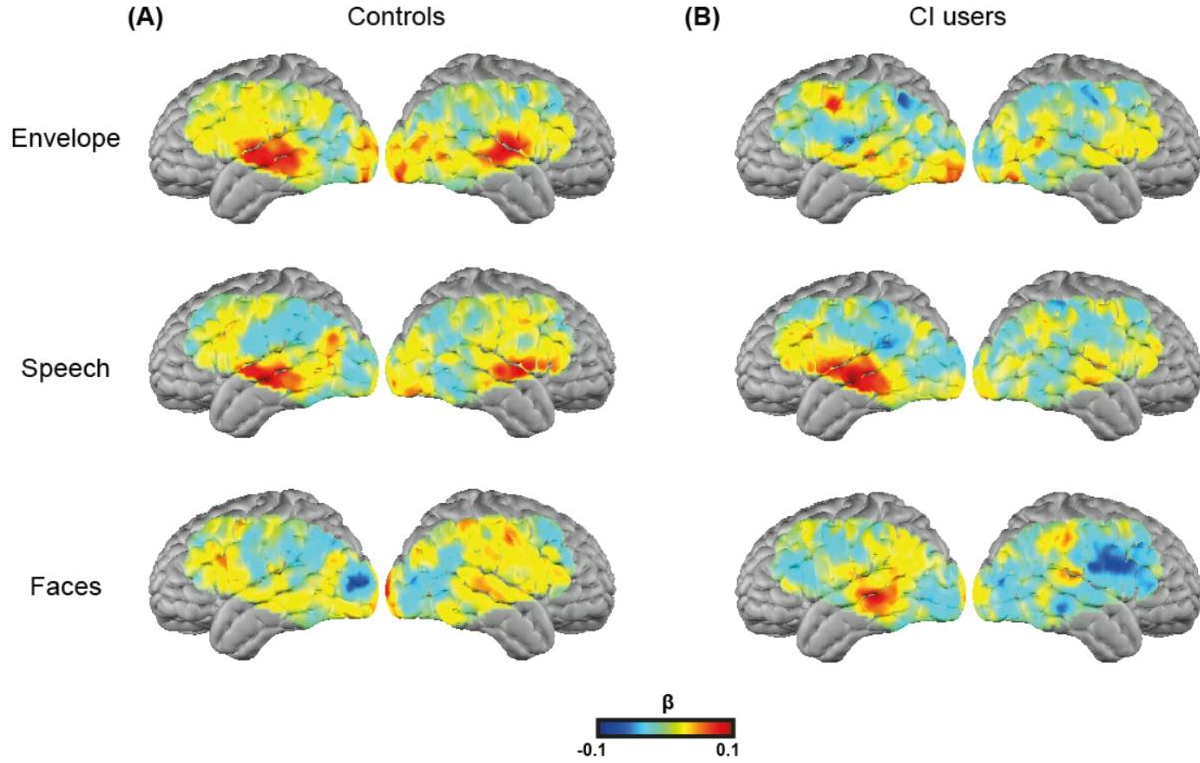 (A) Controls (B) CI users
Envelope
Speech
Faces
β
-0.1 0.1